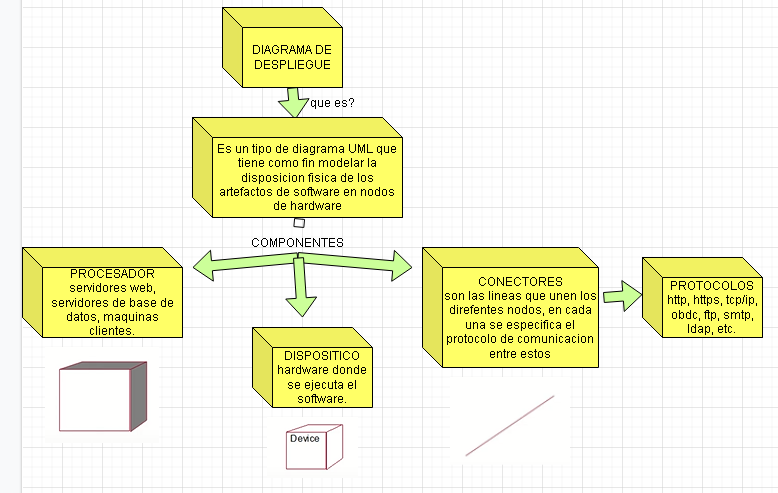 DIAGRAMA DE
DESPLIEGUE
que es?
Es un tipo de diagrama UML que
tiene como fin modelar la
disposicion fisica de los
artefactos de software en nodos
de hardware
COMPONENTES
PROCESADOR
servidores web,
servidores de base de
datos, maquinas
clientes.
DISPOSITICO
hardware donde
se ejecuta el
software.
Device
CONECTORES
son las lineas que unen los
direfentes nodos, en cada
una se especifica el
protocolo de comunicacion
entre estos
PROTOCOLOS
http, https, tcp/ip,
obdc, ftp, smtp,
ldap, etc.